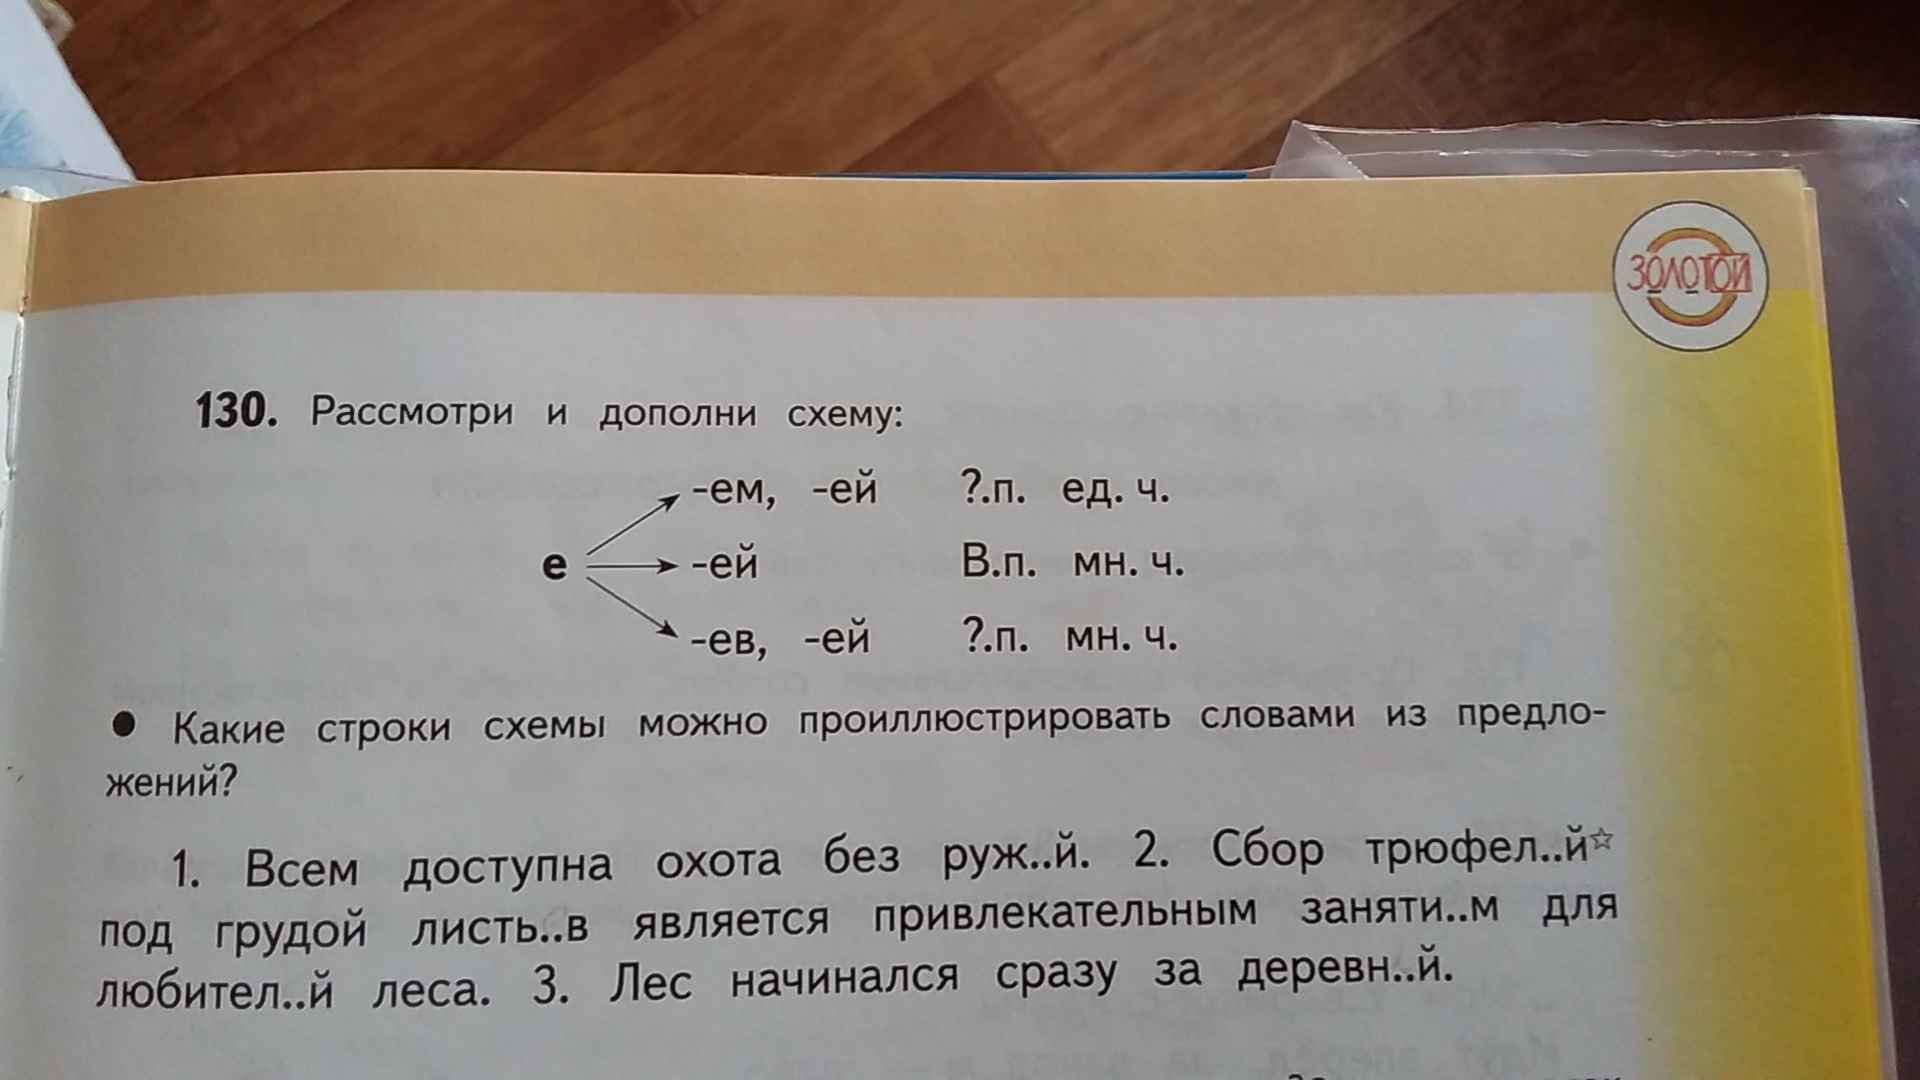 ЗОЛОТОЙ
130. Рассмотри и дополни схему:
-ем, -ей ?.п. ед. ч.
е -ей В.п. мн. ч.
-ев, -ей ?.п. мн. ч.
● Какие строки схемы можно проиллюстрировать словами из предло-
жений?
1. Всем доступна охота без руж..й. 2. Сбор трюфел..й☆
под грудой листь..в является привлекательным заняти..м для
любител..й леса. 3. Лес начинался сразу за деревн..й.